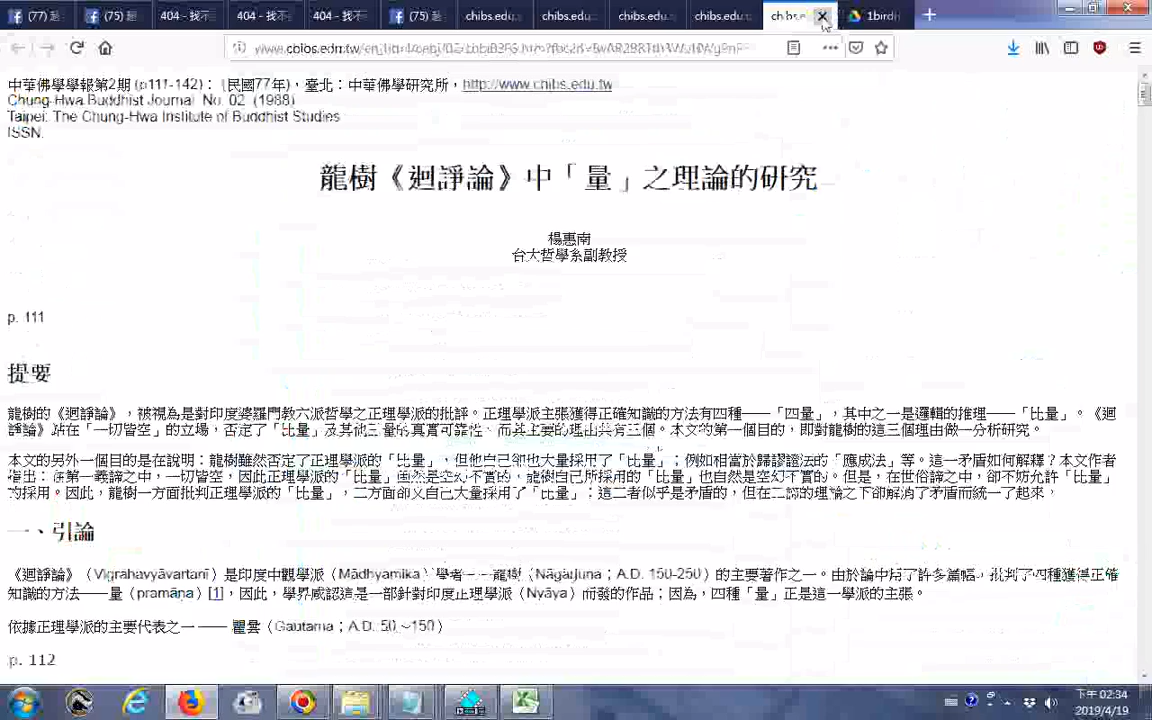 (77) 
(75) 
404 - 找不
404 - 找不
404 - 找不
(75) 
chibs.edu.
chibs.edu.
chibs.edu.
chibs.edu.tw
chibs.e
1birdi
中華佛學學報第2期 (p111-142)： (民國77年)，臺北：中華佛學研究所，http://www.chibs.edu.tw
Chung-Hwa Buddhist Journal, No. 02, (1988)
Taipei: The Chung-Hwa Institute of Buddhist Studies
ISSN:
龍樹《迴諍論》中「量」之理論的研究
楊惠南
台大哲學系副教授
p. 111
提要
龍樹的《迴諍論》，被視為是對印度婆羅門教六派哲學之正理學派的批評。正理學派主張獲得正確知識的方法有四種——「四量」，其中之一是邏輯的推理——「比量」。《迴
諍論》站在「一切皆空」的立場，否定了「比量」及其他三量的真實可靠性，而其主要的理由共有三個。本文的第一個目的，即對龍樹的這三個理由做一分析研究。
本文的另外一個目的是在說明：龍樹雖然否定了正理學派的「比量」，但他自己卻也大量採用了「比量」；例如相當於歸謬證法的「應成法」等。這一矛盾如何解釋？本文作者
指出：在第一義諦之中，一切皆空，因此正理學派的「比量」固然是空幻不實的，龍樹自己所採用的「比量」也自然是空幻不實的。但是，在世俗諦之中，卻不妨允許「比量」
的採用。因此，龍樹一方面批判正理學派的「比量」，二方面卻又自己大量採用了「比量」；這二者似乎是矛盾的，但在二諦的理論之下卻解消了矛盾而統一了起來，
一、引論
《迴諍論》（Vigrahavyāvartanī）是印度中觀學派（Mādhyamika）學者——龍樹（Nāgārjuna；A.D. 150-250）的主要著作之一。由於論中用了許多篇幅，批判了四種獲得正確
知識的方法——量（pramāna）[1]，因此，學界咸認這是一部針對印度正理學派（Nyāya）而發的作品；因為，四種「量」正是這一學派的主張。
依據正理學派的主要代表之一 —— 瞿曇（Gautama；A.D. 50 ~150）
p. 112
下午 02:34
2019/4/19